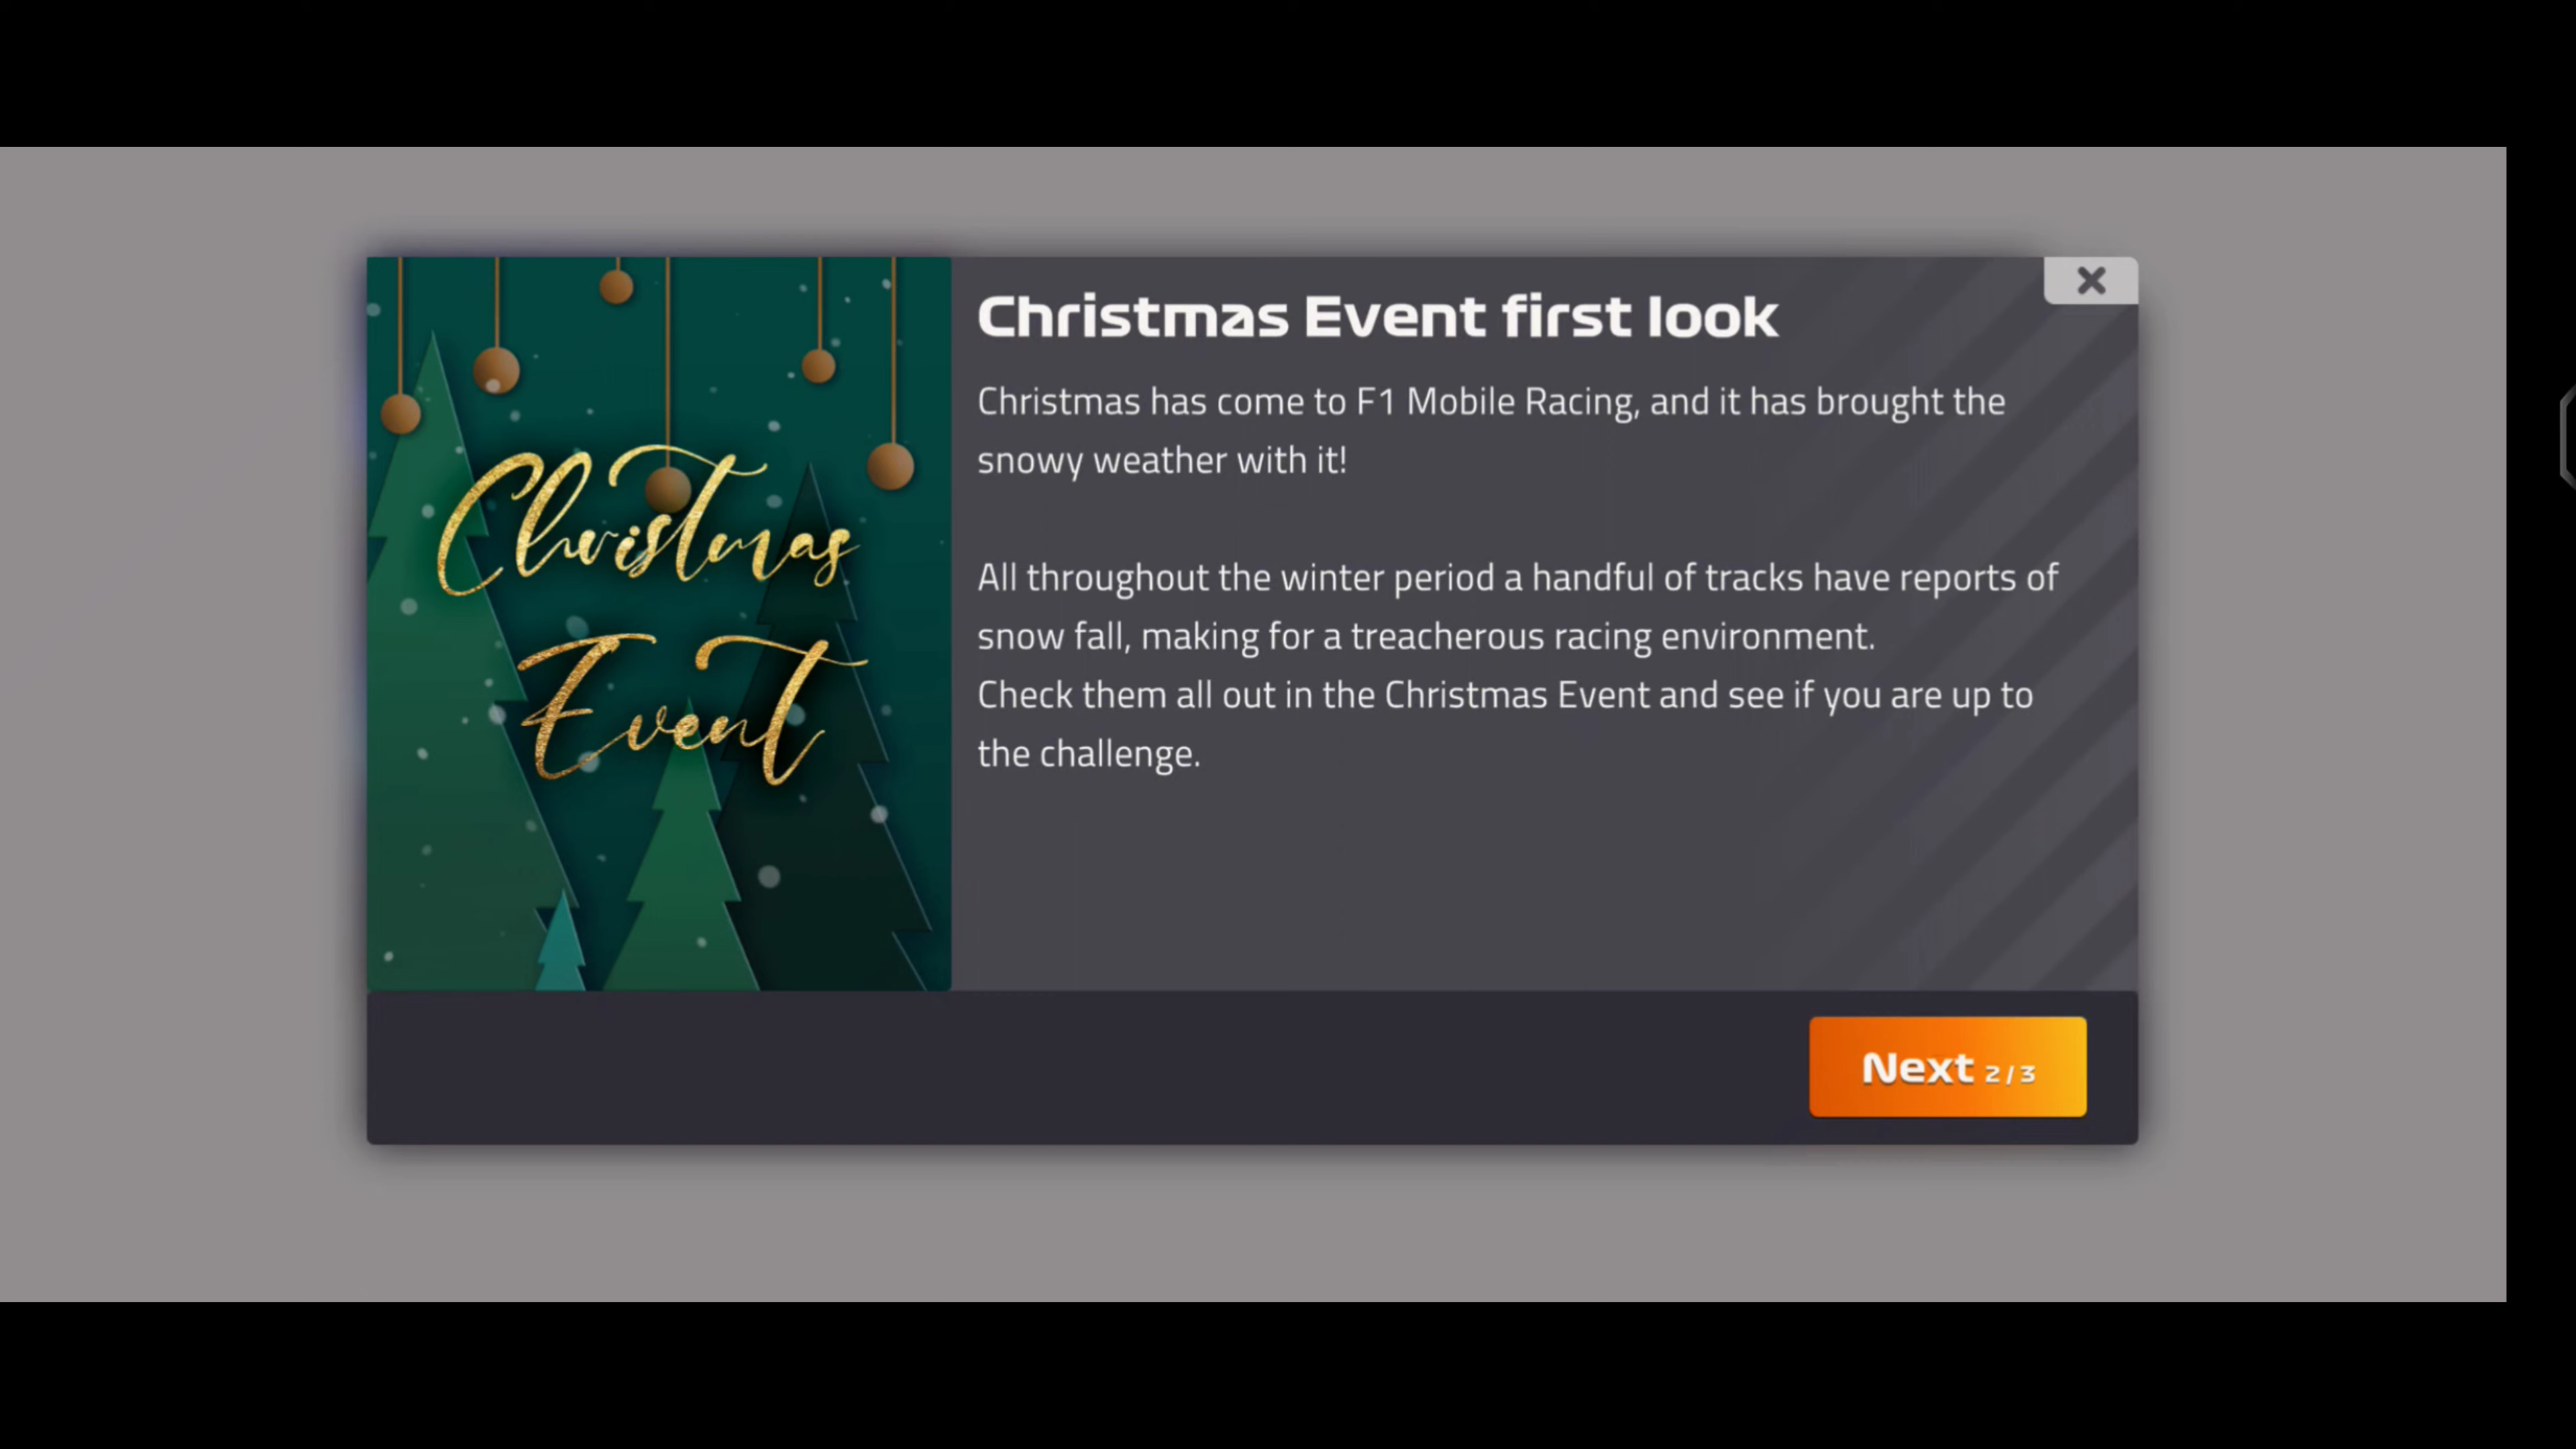 Christmas
Event
Christmas Event first look
Christmas has come to F1 Mobile Racing, and it has brought the
snowy weather with it!
All throughout the winter period a handful of tracks have reports of
snow fall, making for a treacherous racing environment.
Check them all out in the Christmas Event and see if you are up to
the challenge.
Next 2/3